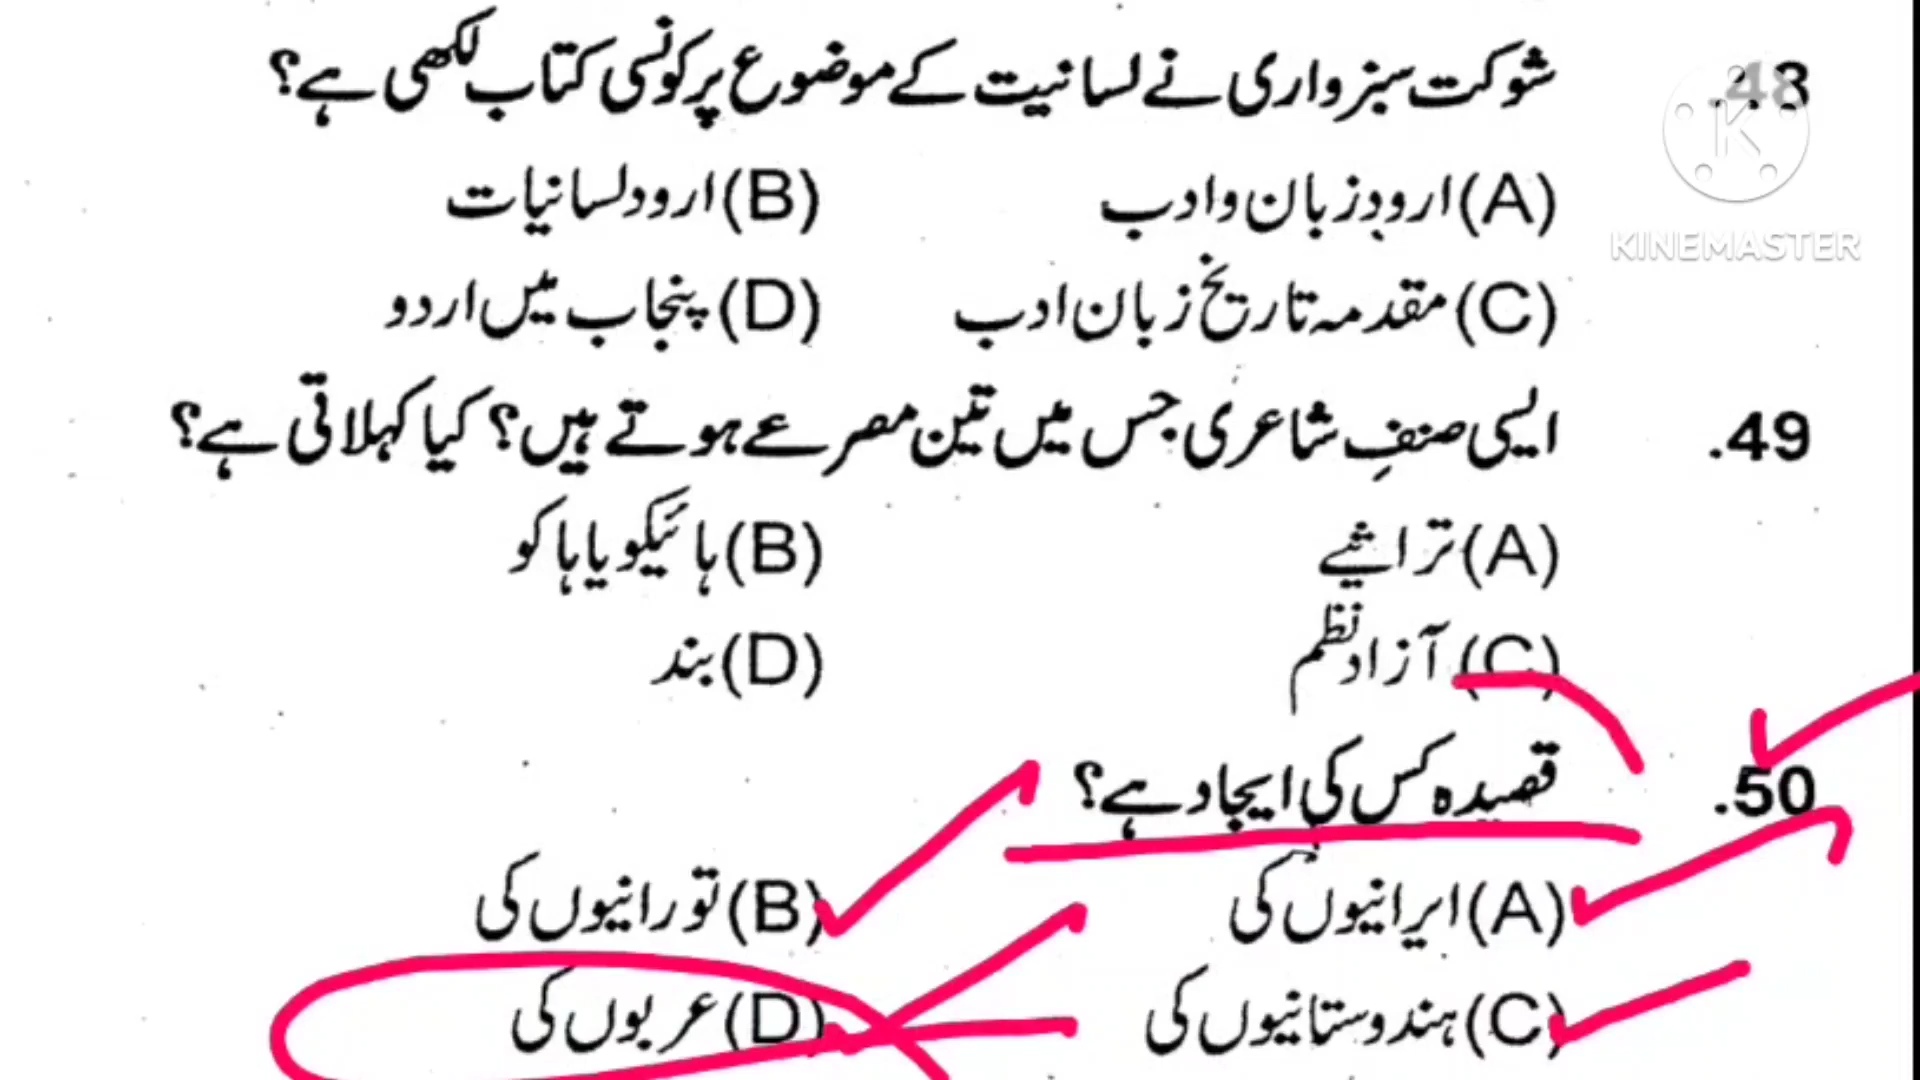 48. شوکت سبزواری نے لسانیت کے موضوع پر کونسی کتاب لکھی ہے؟
(A) اردو زبان و ادب (B) اردو لسانیات
(C) مقدمہ تاریخ زبان ادب (D) پنجاب میں اردو
49. ایسی صنفِ شاعری جس میں تین مصرعے ہوتے ہیں؟ کیا کہلاتی ہے؟
(A) تراشیے (B) ہائیکو یا ہاکو
(C) آزاد نظم (D) بند
50. قصیدہ کس کی ایجاد ہے؟
(A) ایرانیوں کی (B) تورانیوں کی
(C) ہندوستانیوں کی (D) عربوں کی
KINEMASTER